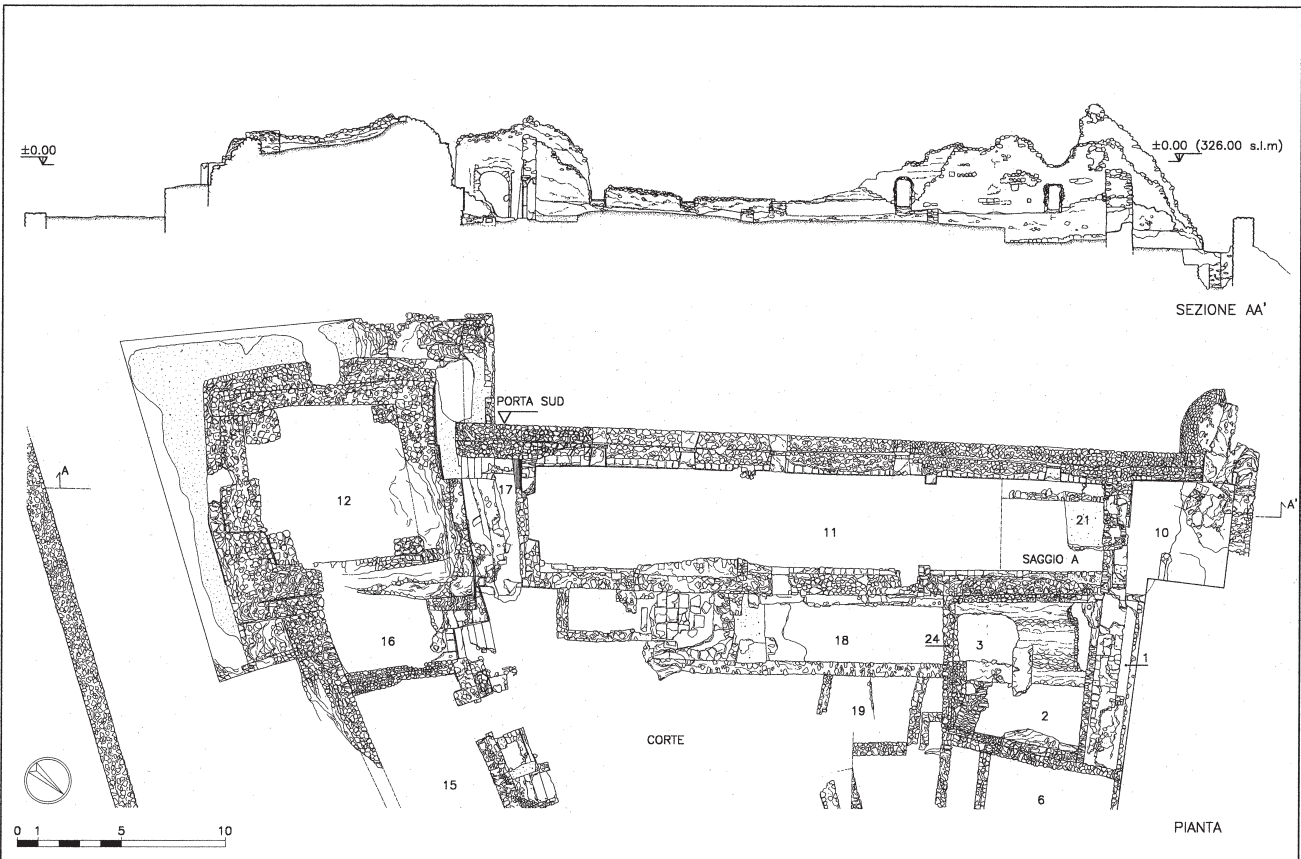 ±0.00
±0.00 (326.00 s.l.m)
SEZIONE AA'
PORTA SUD
A
A'
12
17
11
21
10
SAGGIO A
16
18
24
3
1
19
2
CORTE
15
6
0 1 5 10
PIANTA